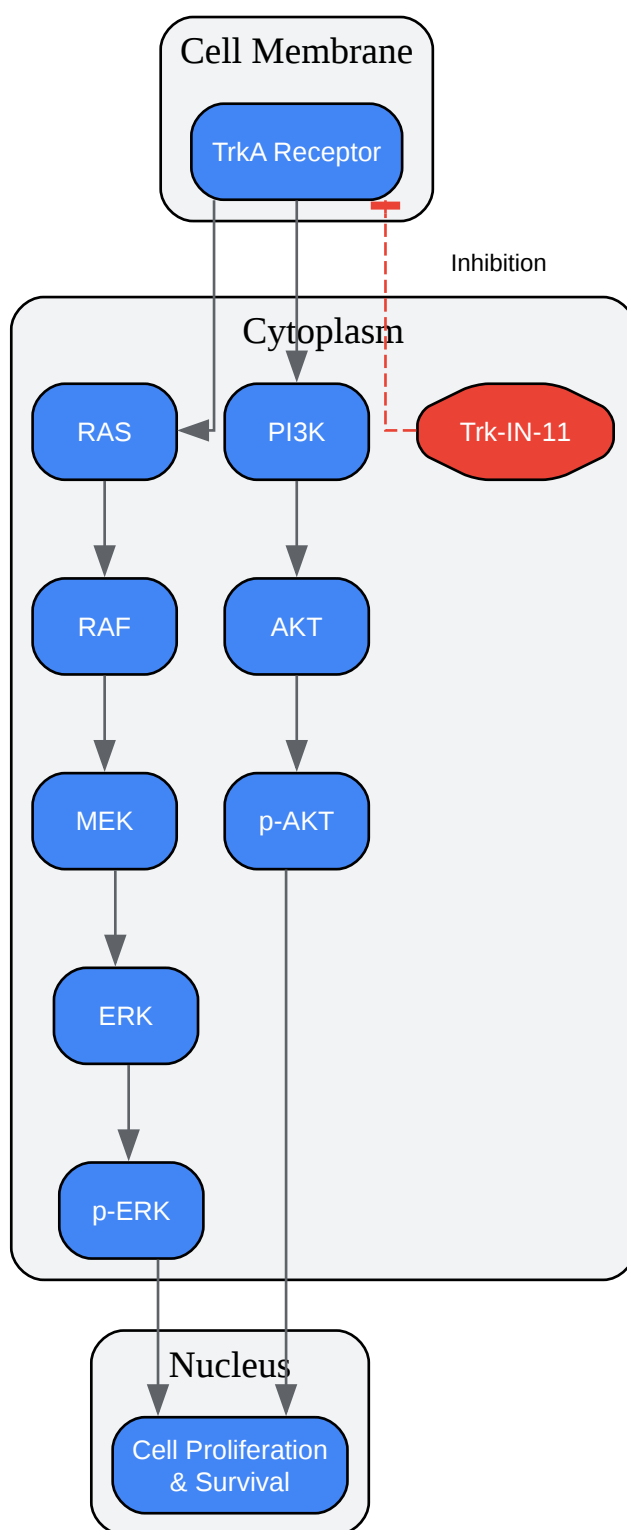 Cell Membrane
TrkA Receptor
Inhibition
Cytoplasm
RAS
PI3K
Trk-IN-11
RAF
AKT
MEK
p-AKT
ERK
p-ERK
Nucleus
Cell Proliferation
& Survival